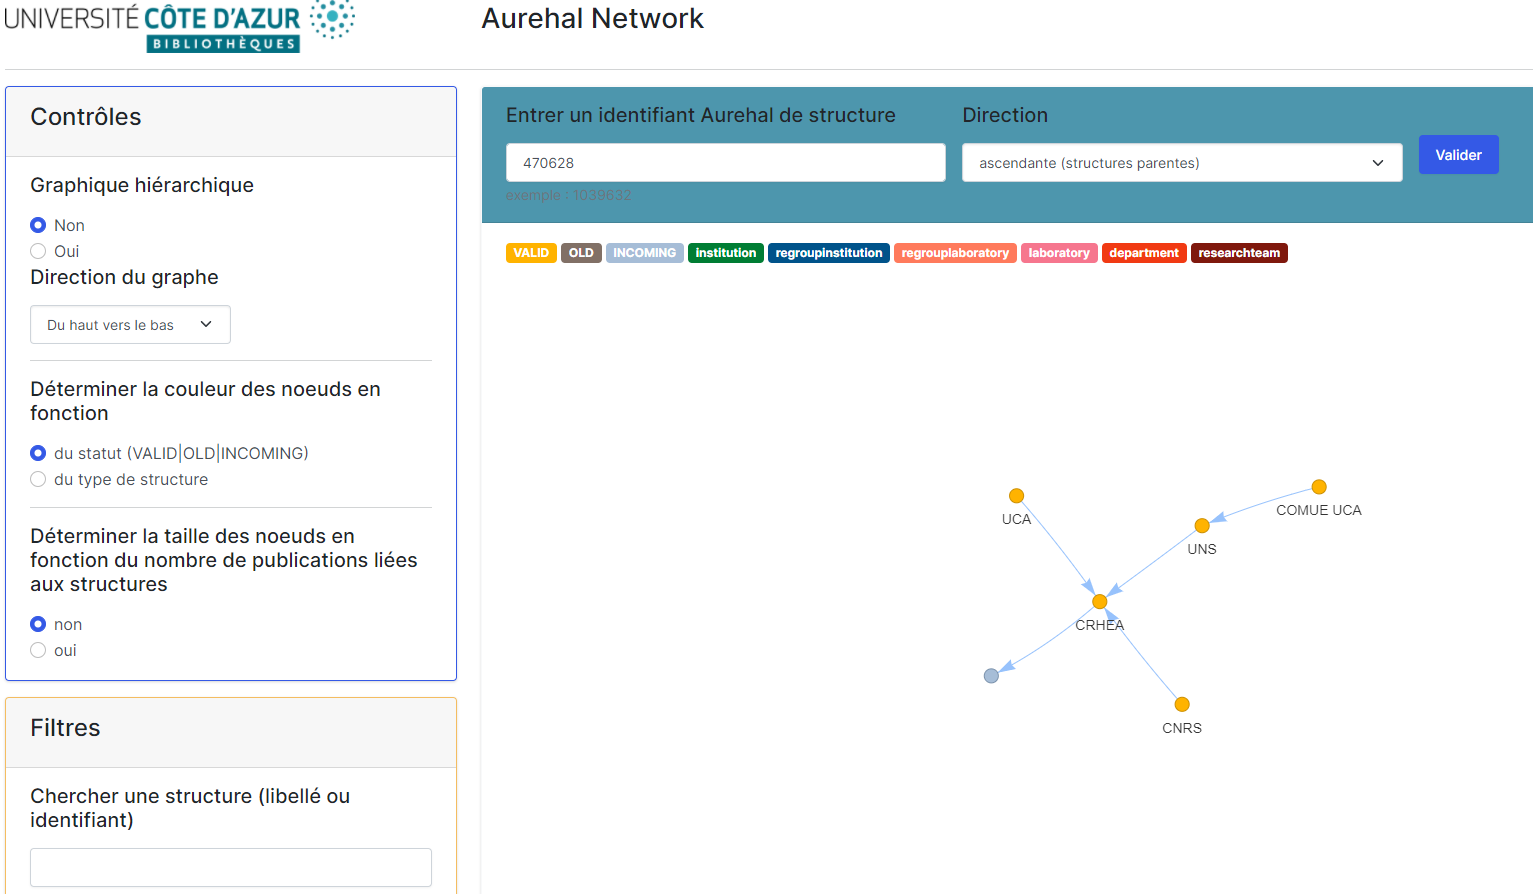 UNIVERSITÉ CÔTE D'AZUR
BIBLIOTHÈQUES
Aurehal Network
Contrôles
Graphique hiérarchique
Non
Oui
Direction du graphe
Du haut vers le bas
Déterminer la couleur des noeuds en
fonction
du statut (VALID|OLD|INCOMING)
du type de structure
Déterminer la taille des noeuds en
fonction du nombre de publications liées
aux structures
non
oui
Filtres
Chercher une structure (libellé ou
identifiant)
Entrer un identifiant Aurehal de structure
470628
exemple : 1039632
Direction
ascendante (structures parentes)
Valider
VALID OLD INCOMING institution regroupinstitution regrouplaboratory laboratory department researchteam
UCA
COMUE UCA
UNS
CRHEA
CNRS